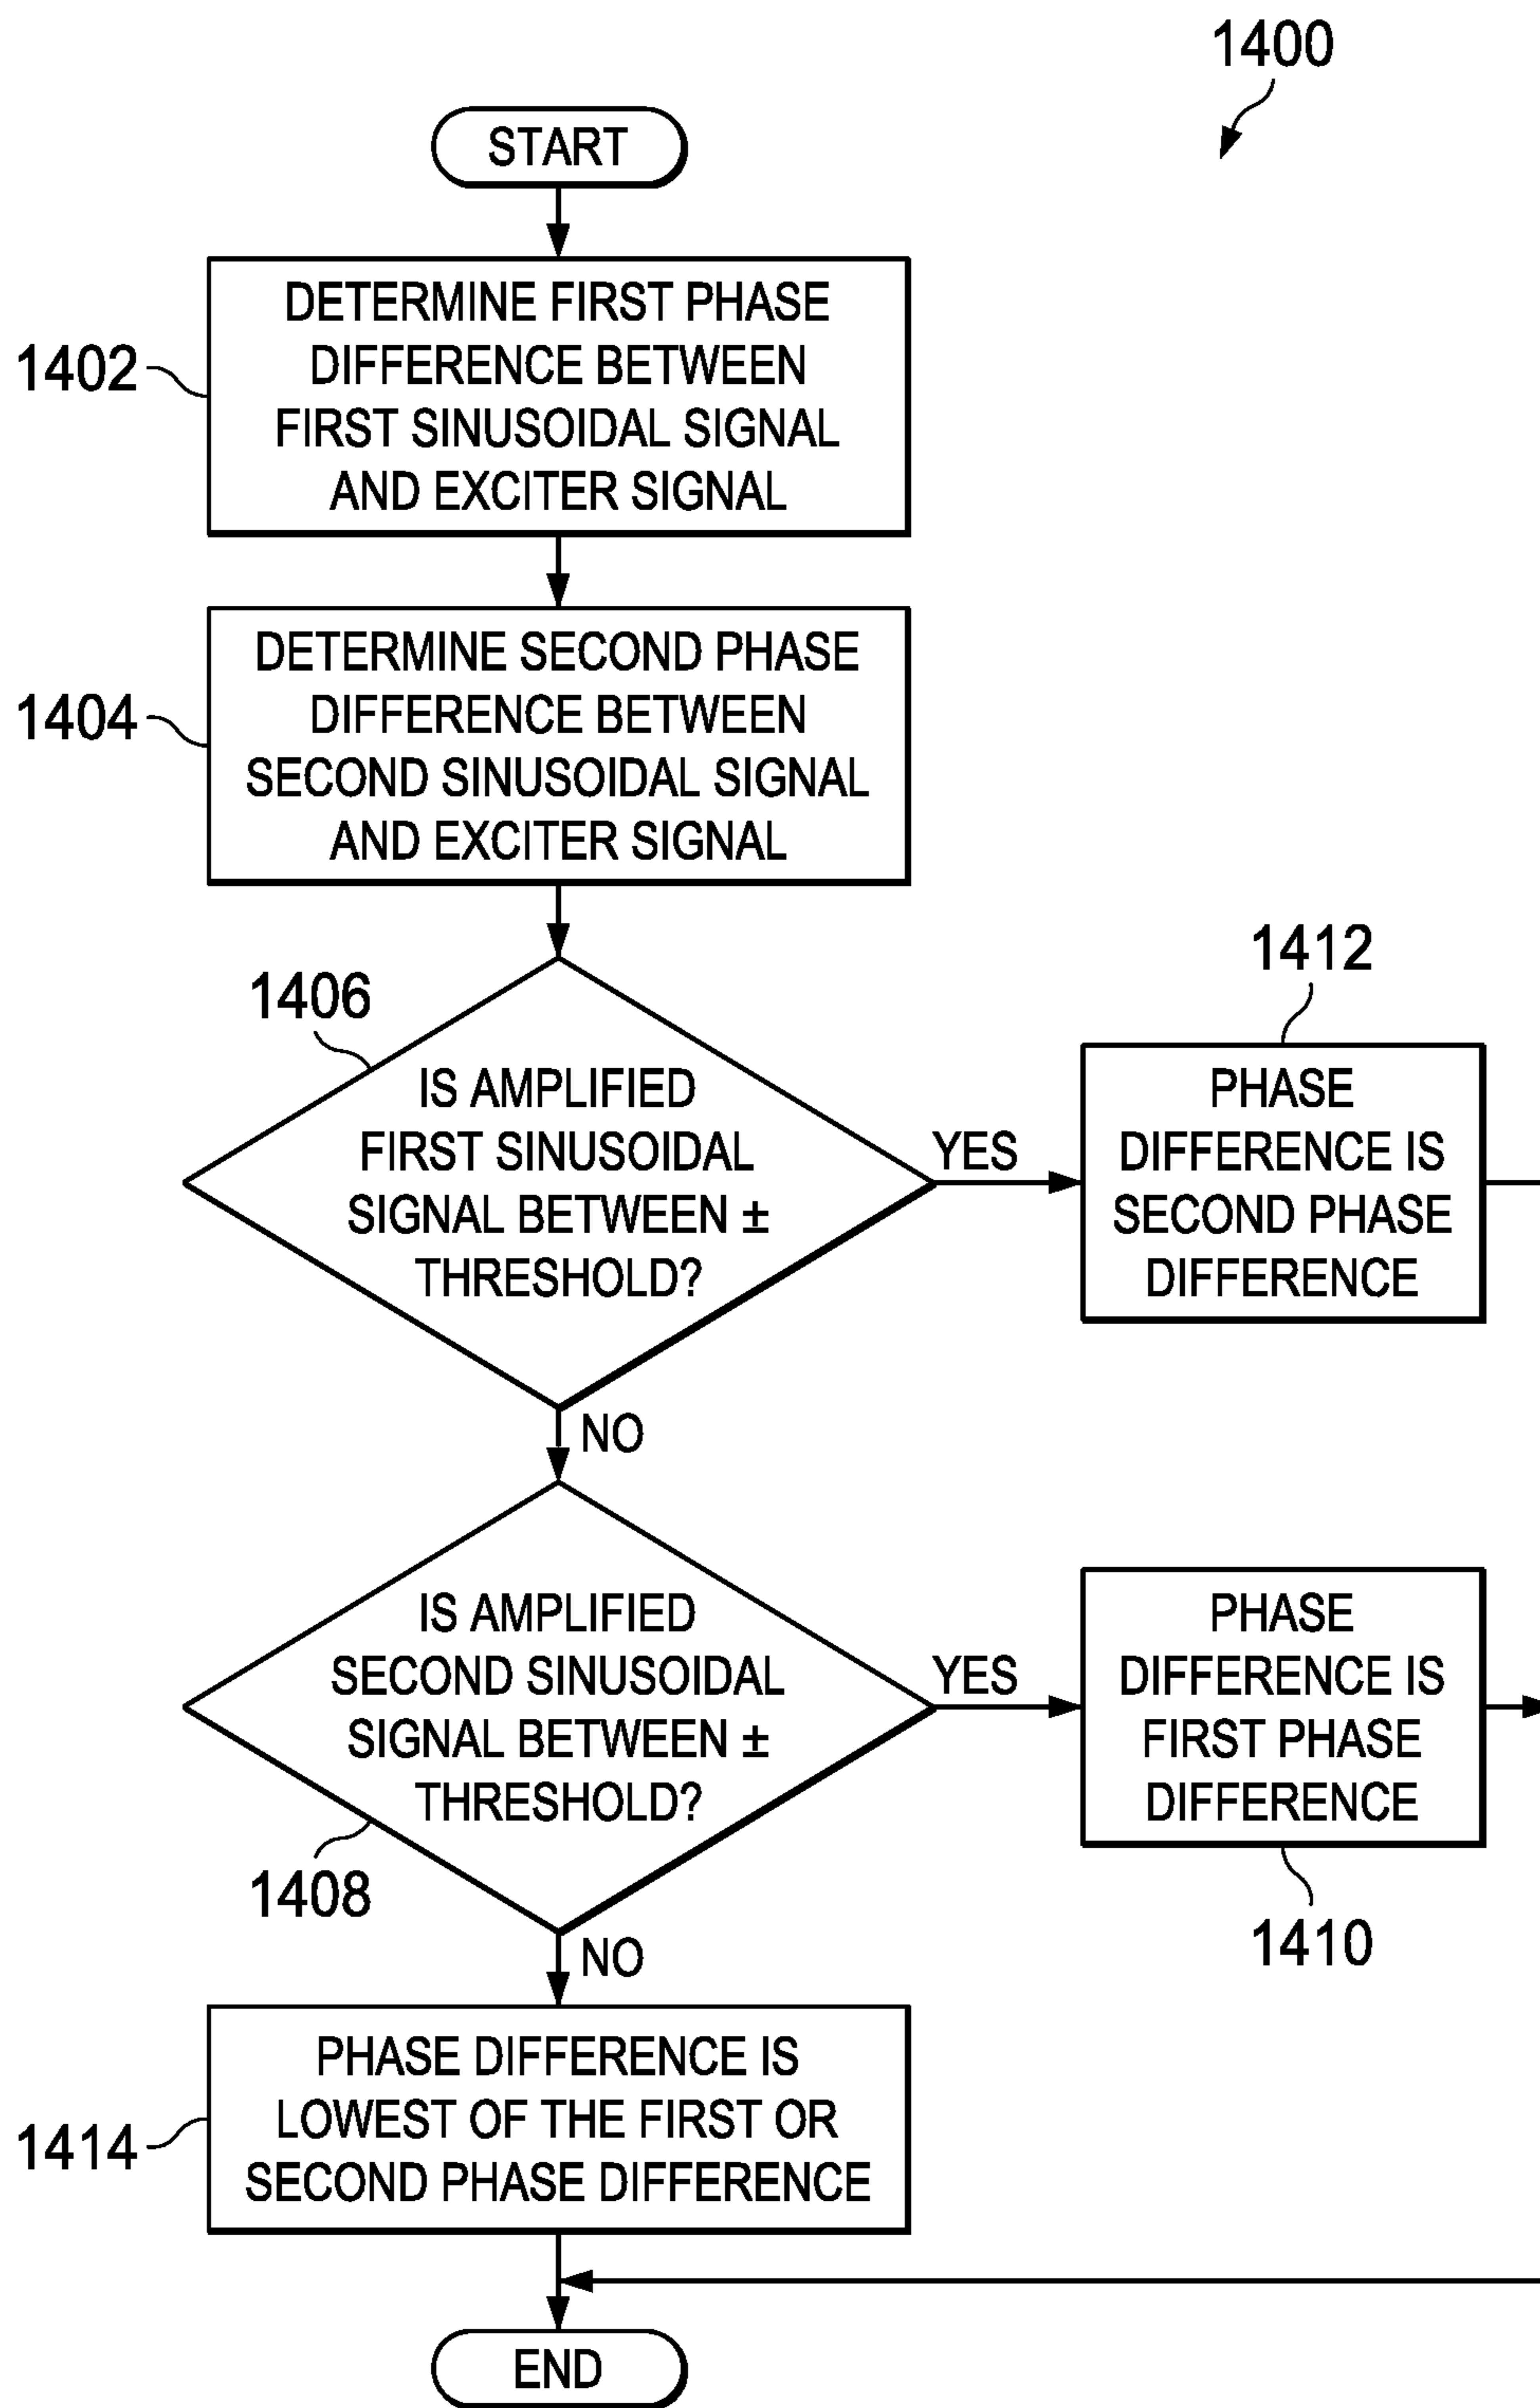 1400
START
1402
DETERMINE FIRST PHASE
DIFFERENCE BETWEEN
FIRST SINUSOIDAL SIGNAL
AND EXCITER SIGNAL
1404
DETERMINE SECOND PHASE
DIFFERENCE BETWEEN
SECOND SINUSOIDAL SIGNAL
AND EXCITER SIGNAL
1406
IS AMPLIFIED
FIRST SINUSOIDAL
SIGNAL BETWEEN ±
THRESHOLD?
YES
1412
PHASE
DIFFERENCE IS
SECOND PHASE
DIFFERENCE
NO
IS AMPLIFIED
SECOND SINUSOIDAL
SIGNAL BETWEEN ±
THRESHOLD?
1408
YES
PHASE
DIFFERENCE IS
FIRST PHASE
DIFFERENCE
1410
NO
1414
PHASE DIFFERENCE IS
LOWEST OF THE FIRST OR
SECOND PHASE DIFFERENCE
END